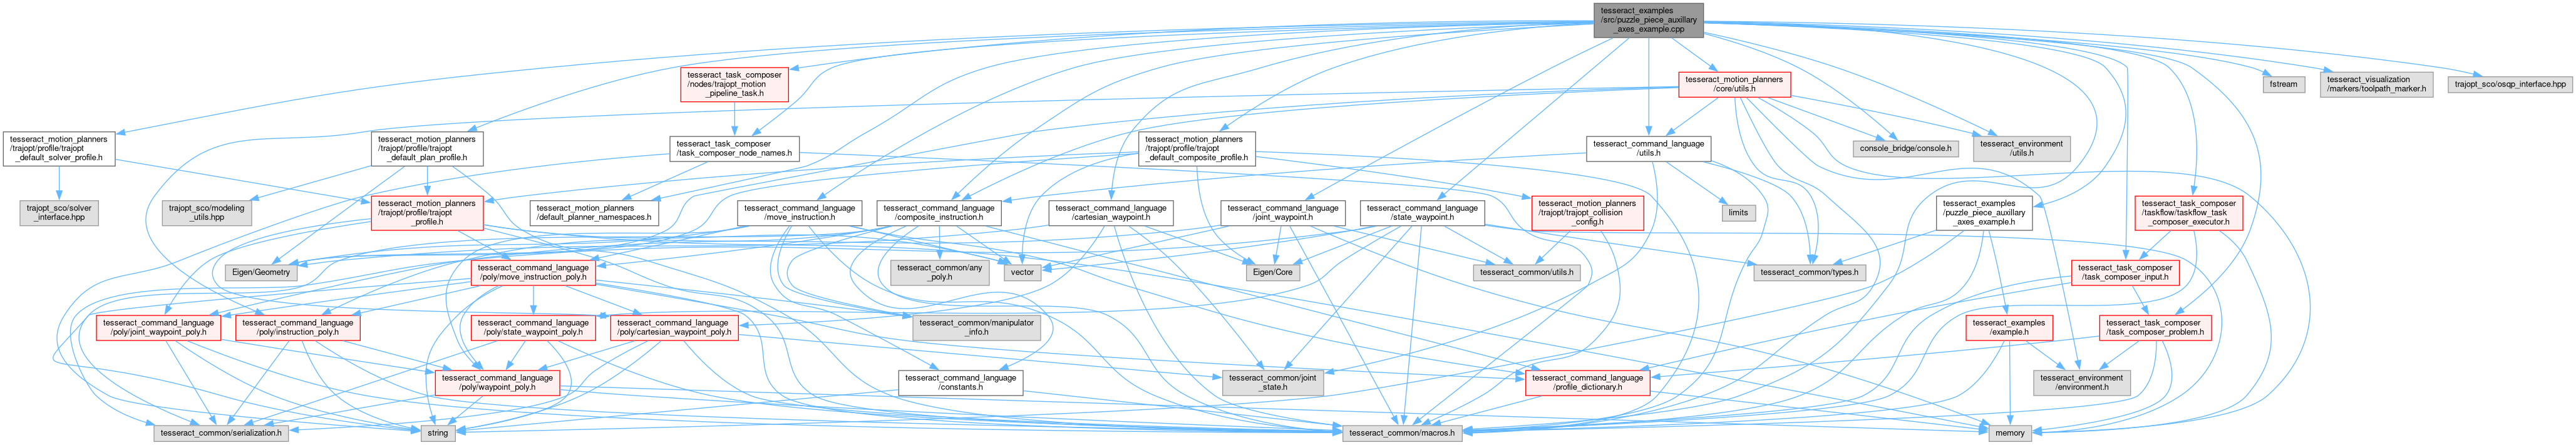 tesseract_examples
/src/puzzle_piece_auxillary
_axes_example.cpp
tesseract_task_composer
/nodes/trajopt_motion
_pipeline_task.h
tesseract_motion_planners
/core/utils.h
fstream
tesseract_visualization
/markers/toolpath_marker.h
trajopt_sco/osqp_interface.hpp
tesseract_motion_planners
/trajopt/profile/trajopt
_default_solver_profile.h
tesseract_motion_planners
/trajopt/profile/trajopt
_default_plan_profile.h
tesseract_task_composer
/task_composer_node_names.h
tesseract_motion_planners
/trajopt/profile/trajopt
_default_composite_profile.h
tesseract_command_language
/utils.h
console_bridge/console.h
tesseract_environment
/utils.h
trajopt_sco/solver
_interface.hpp
trajopt_sco/modeling
_utils.hpp
tesseract_motion_planners
/trajopt/profile/trajopt
_profile.h
tesseract_motion_planners
/default_planner_namespaces.h
tesseract_command_language
/move_instruction.h
tesseract_command_language
/composite_instruction.h
tesseract_command_language
/cartesian_waypoint.h
tesseract_command_language
/joint_waypoint.h
tesseract_command_language
/state_waypoint.h
tesseract_motion_planners
/trajopt/trajopt_collision
_config.h
limits
tesseract_examples
/puzzle_piece_auxillary
_axes_example.h
tesseract_task_composer
/taskflow/taskflow_task
_composer_executor.h
Eigen/Geometry
tesseract_command_language
/poly/move_instruction_poly.h
tesseract_common/any
_poly.h
vector
Eigen/Core
tesseract_common/utils.h
tesseract_common/types.h
tesseract_task_composer
/task_composer_input.h
tesseract_command_language
/poly/joint_waypoint_poly.h
tesseract_command_language
/poly/instruction_poly.h
tesseract_command_language
/poly/state_waypoint_poly.h
tesseract_command_language
/poly/cartesian_waypoint_poly.h
tesseract_common/manipulator
_info.h
tesseract_examples
/example.h
tesseract_task_composer
/task_composer_problem.h
tesseract_command_language
/poly/waypoint_poly.h
tesseract_command_language
/constants.h
tesseract_common/joint
_state.h
tesseract_command_language
/profile_dictionary.h
tesseract_environment
/environment.h
tesseract_common/serialization.h
string
tesseract_common/macros.h
memory